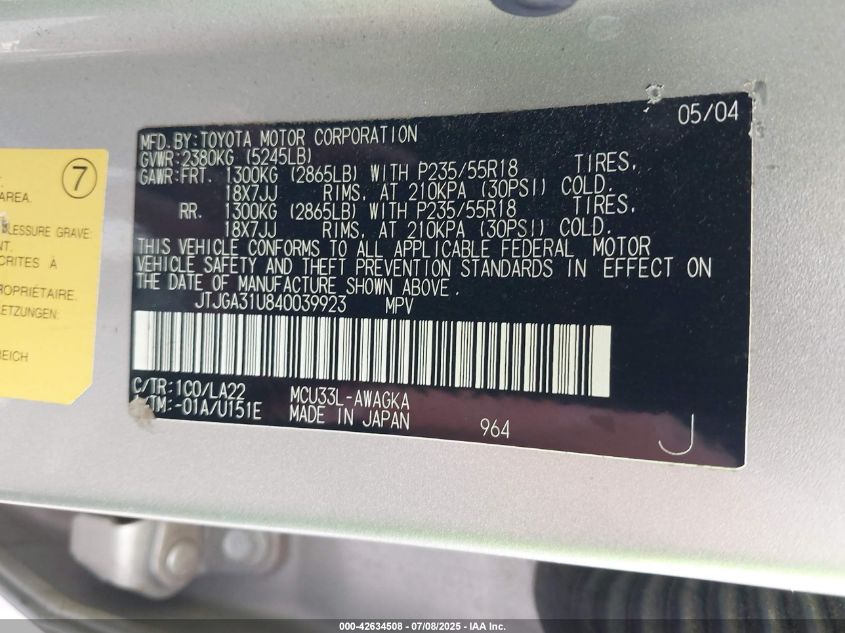 7
AREA.
LESSURE GRAVE:
NT.
CRITES À
OPRIÉTAIRE.
ETZUNGEN:
REICH
05/04
MFD. BY: TOYOTA MOTOR CORPORATION
GVWR: 2380KG (5245LB)
GAWR: FRT. 1300KG (2865LB) WITH P235/55R18 TIRES,
18X7JJ RIMS, AT 210KPA (30PSI) COLD.
RR. 1300KG (2865LB) WITH P235/55R18 TIRES,
18X7JJ RIMS, AT 210KPA (30PSI) COLD.
THIS VEHICLE CONFORMS TO ALL APPLICABLE FEDERAL MOTOR
VEHICLE SAFETY AND THEFT PREVENTION STANDARDS IN EFFECT ON
THE DATE OF MANUFACTURE SHOWN ABOVE.
JTJGA31U840039923 MPV
C/TR: 1C0/LA22 MCU33L-AWAGKA
/TM: -01A/U151E MADE IN JAPAN 964 J
000-42634508 - 07/08/2025 - IAA Inc.